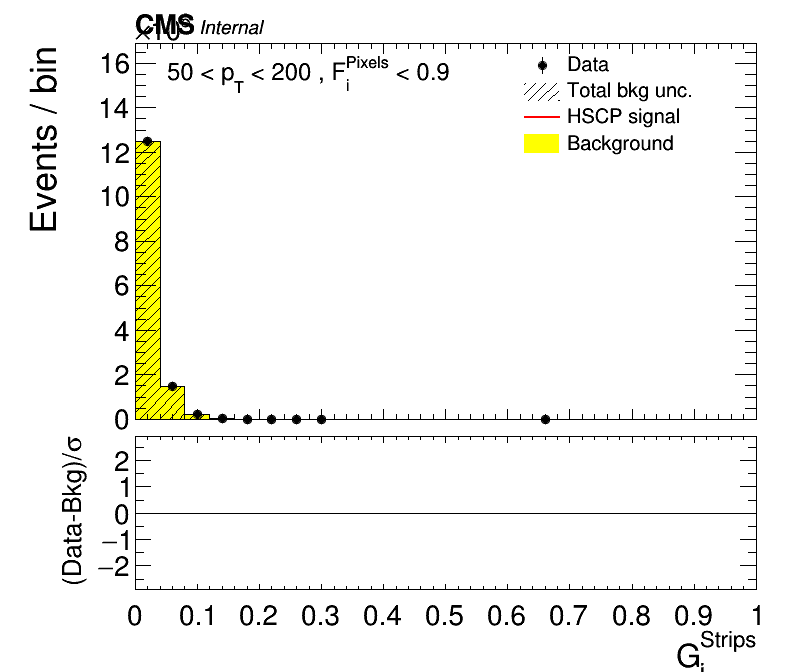 CMS Internal
Events / bin
50 < p_T < 200 , F_i^Pixels < 0.9
Data
Total bkg unc.
HSCP signal
Background
16
14
12
10
8
6
4
2
0
(Data-Bkg)/σ
2
1
0
−1
−2
0 0.1 0.2 0.3 0.4 0.5 0.6 0.7 0.8 0.9 1
G_i^Strips